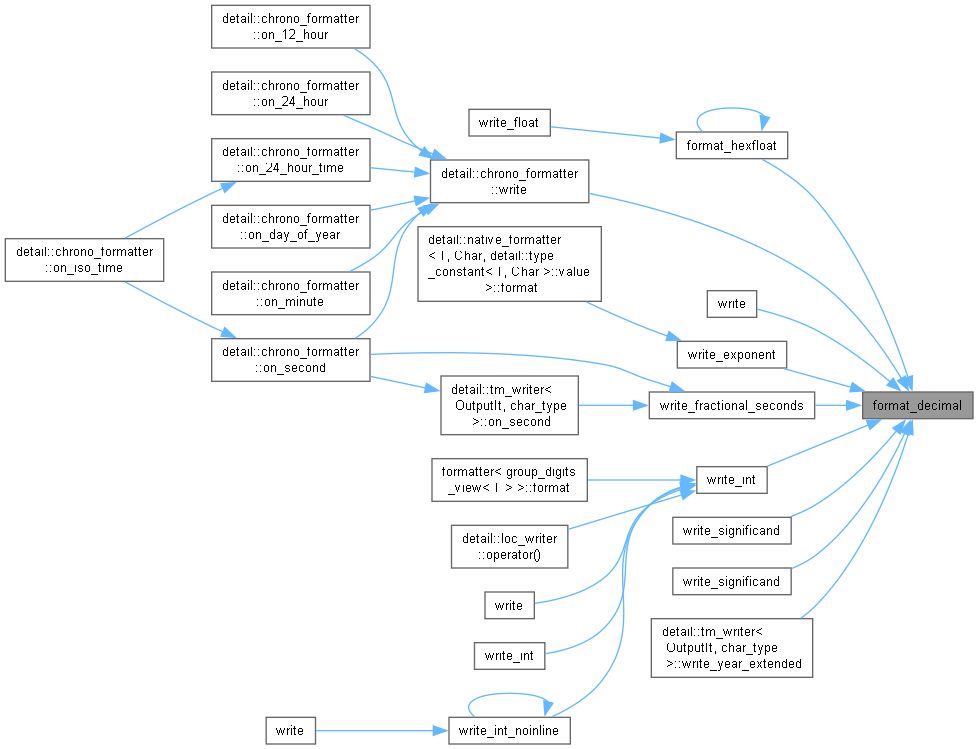 detail::chrono_formatter
::on_12_hour
detail::chrono_formatter
::on_24_hour
write_float
format_hexfloat
detail::chrono_formatter
::on_24_hour_time
detail::chrono_formatter
::write
detail::chrono_formatter
::on_day_of_year
detail::chrono_formatter
::on_iso_time
detail::native_formatter
< T, Char, detail::type
_constant< T, Char >::value
>::format
detail::chrono_formatter
::on_minute
write
detail::chrono_formatter
::on_second
write_exponent
detail::tm_writer<
OutputIt, char_type
>::on_second
write_fractional_seconds
format_decimal
formatter< group_digits
_view< T > >::format
write_int
detail::loc_writer
::operator()
write_significand
write_significand
write
write_int
detail::tm_writer<
OutputIt, char_type
>::write_year_extended
write
write_int_noinline